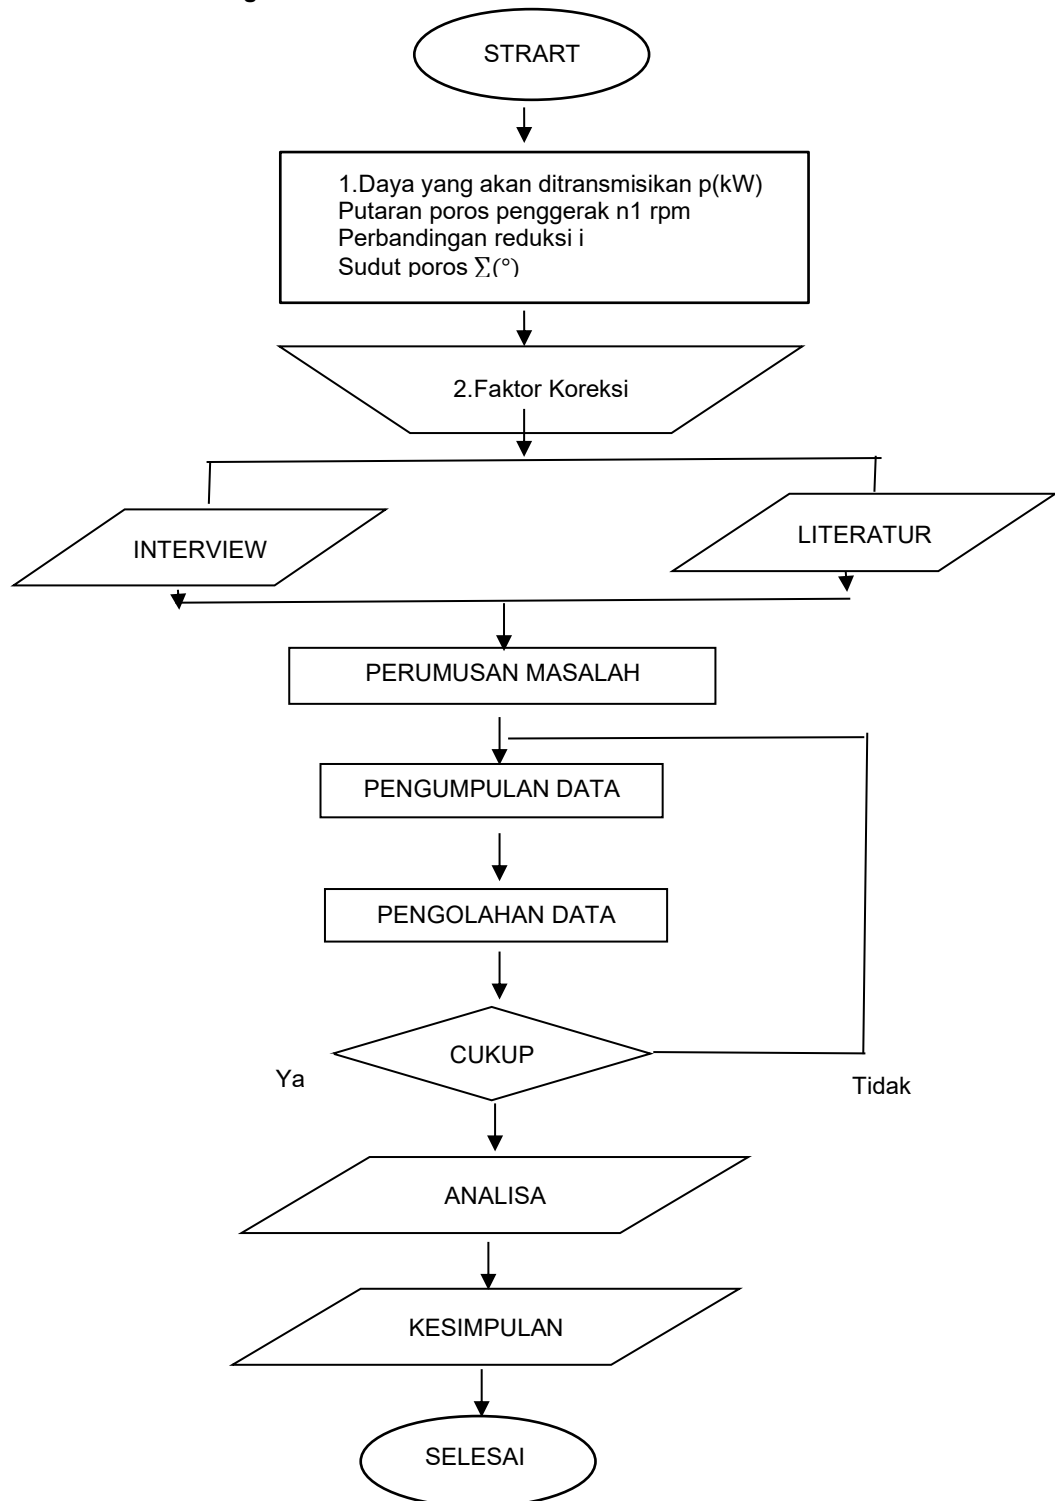 STRART
1.Daya yang akan ditransmisikan p(kW)
Putaran poros penggerak n1 rpm
Perbandingan reduksi i
Sudut poros ∑(°)
2.Faktor Koreksi
INTERVIEW
LITERATUR
PERUMUSAN MASALAH
PENGUMPULAN DATA
PENGOLAHAN DATA
CUKUP
Ya
Tidak
ANALISA
KESIMPULAN
SELESAI